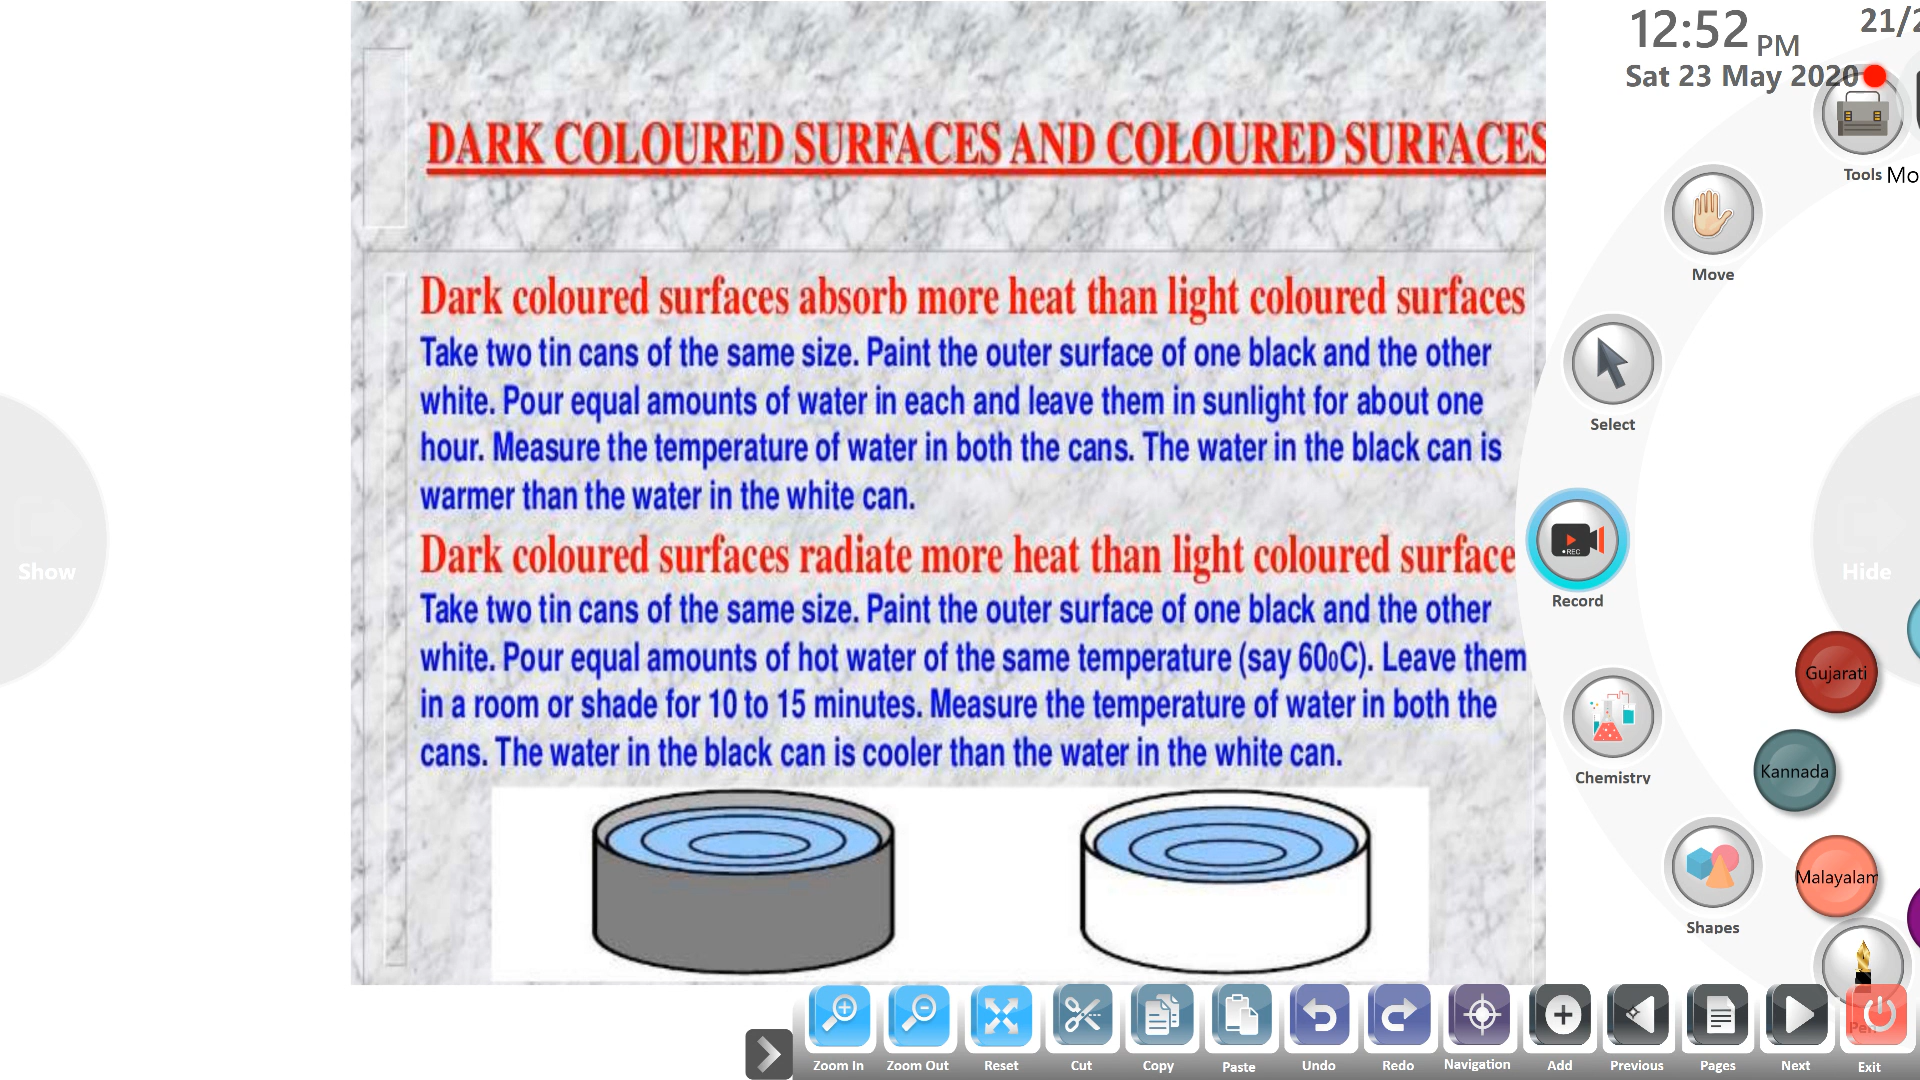 12:52 PM
21/2
Sat 23 May 2020
DARK COLOURED SURFACES AND COLOURED SURFACES
Tools
Mo
Move
Dark coloured surfaces absorb more heat than light coloured surfaces
Take two tin cans of the same size. Paint the outer surface of one black and the other
white. Pour equal amounts of water in each and leave them in sunlight for about one
hour. Measure the temperature of water in both the cans. The water in the black can is
warmer than the water in the white can.
Select
Dark coloured surfaces radiate more heat than light coloured surface
Take two tin cans of the same size. Paint the outer surface of one black and the other
white. Pour equal amounts of hot water of the same temperature (say 60oC). Leave them
in a room or shade for 10 to 15 minutes. Measure the temperature of water in both the
cans. The water in the black can is cooler than the water in the white can.
Show
REC
Record
Hide
Gujarati
Kannada
Chemistry
Malayalam
Shapes
Pen
Zoom In
Zoom Out
Reset
Cut
Copy
Paste
Undo
Redo
Navigation
Add
Previous
Pages
Next
Exit